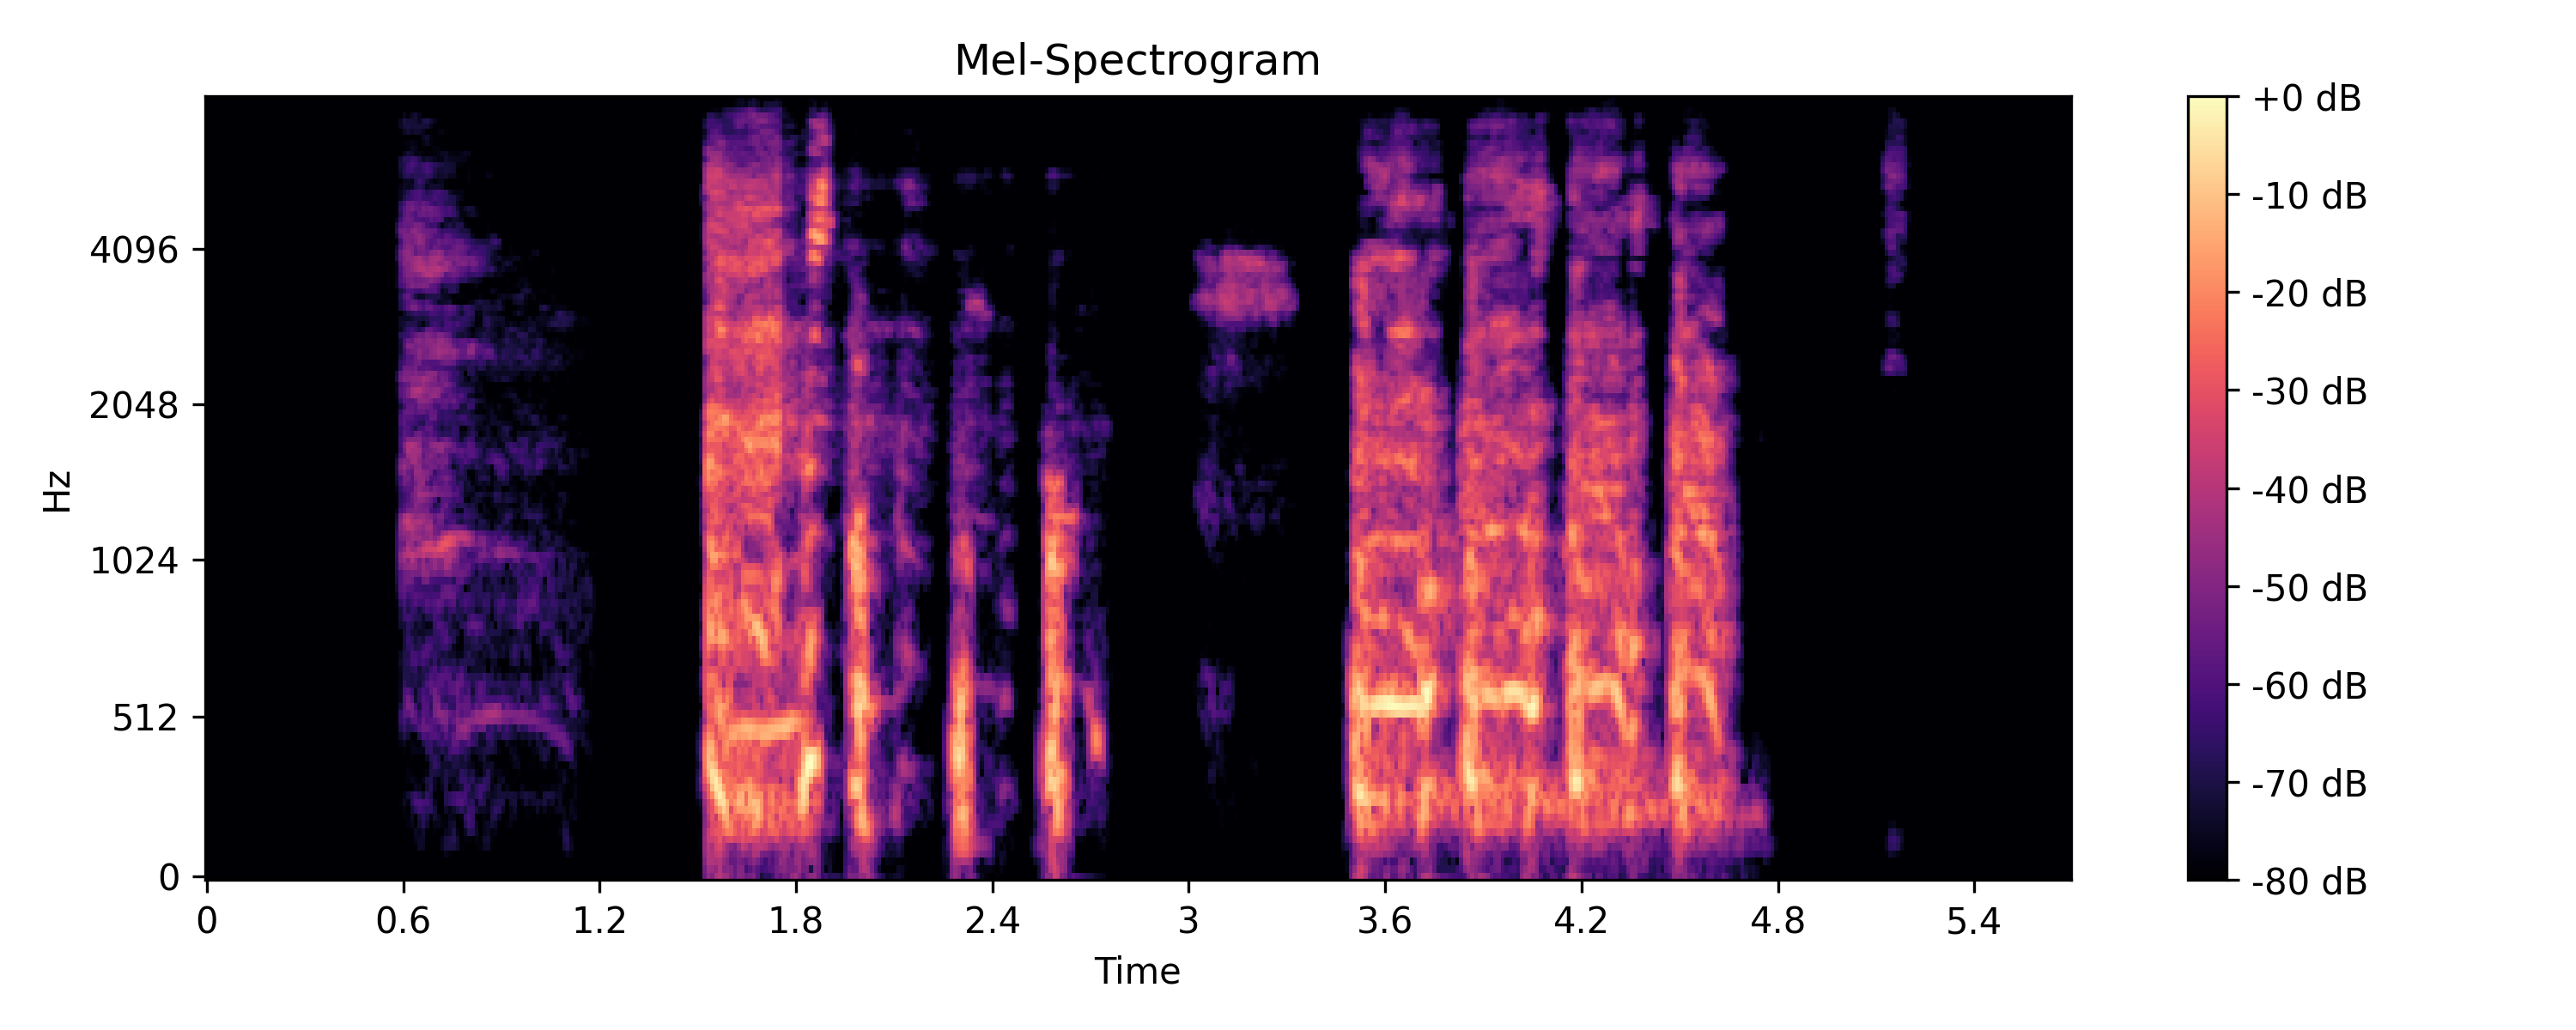 Mel-Spectrogram
+0 dB
-10 dB
-20 dB
-30 dB
-40 dB
-50 dB
-60 dB
-70 dB
-80 dB
4096
2048
1024
512
0
Hz
0 0.6 1.2 1.8 2.4 3 3.6 4.2 4.8 5.4
Time